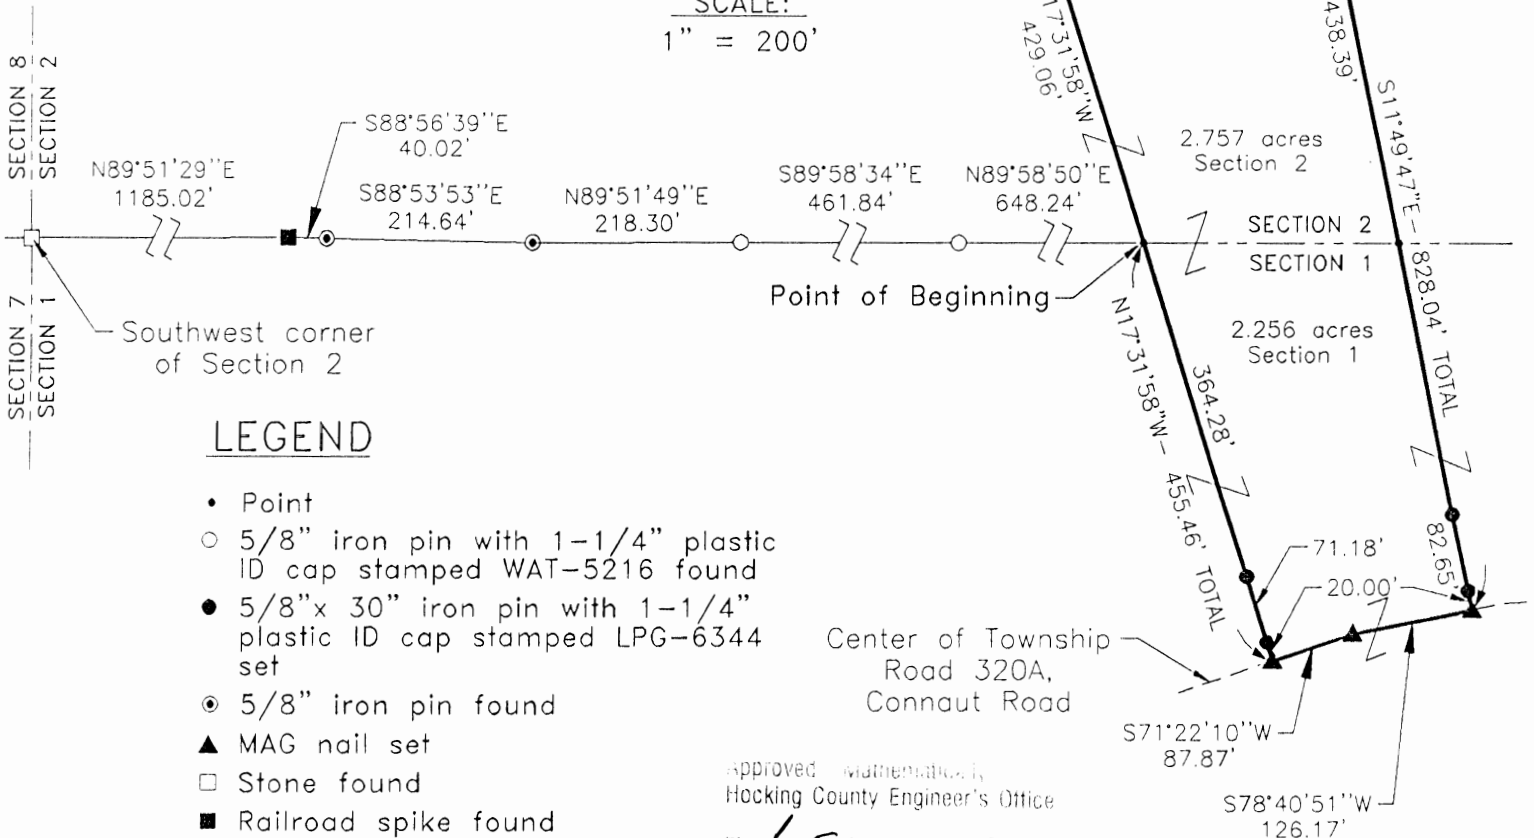 SCALE:
1" = 200'
17°31'58"W
429.06'
438.39'
S11°49'47"E- 828.04' TOTAL
SECTION 8
SECTION 2
S88°56'39"E
40.02'
N89°51'29"E
1185.02'
S88°53'53"E
214.64'
N89°51'49"E
218.30'
S89°58'34"E
461.84'
N89°58'50"E
648.24'
2.757 acres
Section 2
SECTION 2
SECTION 1
Point of Beginning
SECTION 7
SECTION 1
Southwest corner
of Section 2
2.256 acres
Section 1
N17°31'58"W- 455.46' TOTAL
364.28'
LEGEND
Point
5/8" iron pin with 1-1/4" plastic
ID cap stamped WAT-5216 found
5/8"x 30" iron pin with 1-1/4"
plastic ID cap stamped LPG-6344
set
5/8" iron pin found
MAG nail set
Stone found
Railroad spike found
71.18'
20.00'
82.65'
Center of Township
Road 320A,
Connaut Road
S71°22'10"W
87.87'
S78°40'51"W
126.17'
Approved
Hocking County Engineer's Office